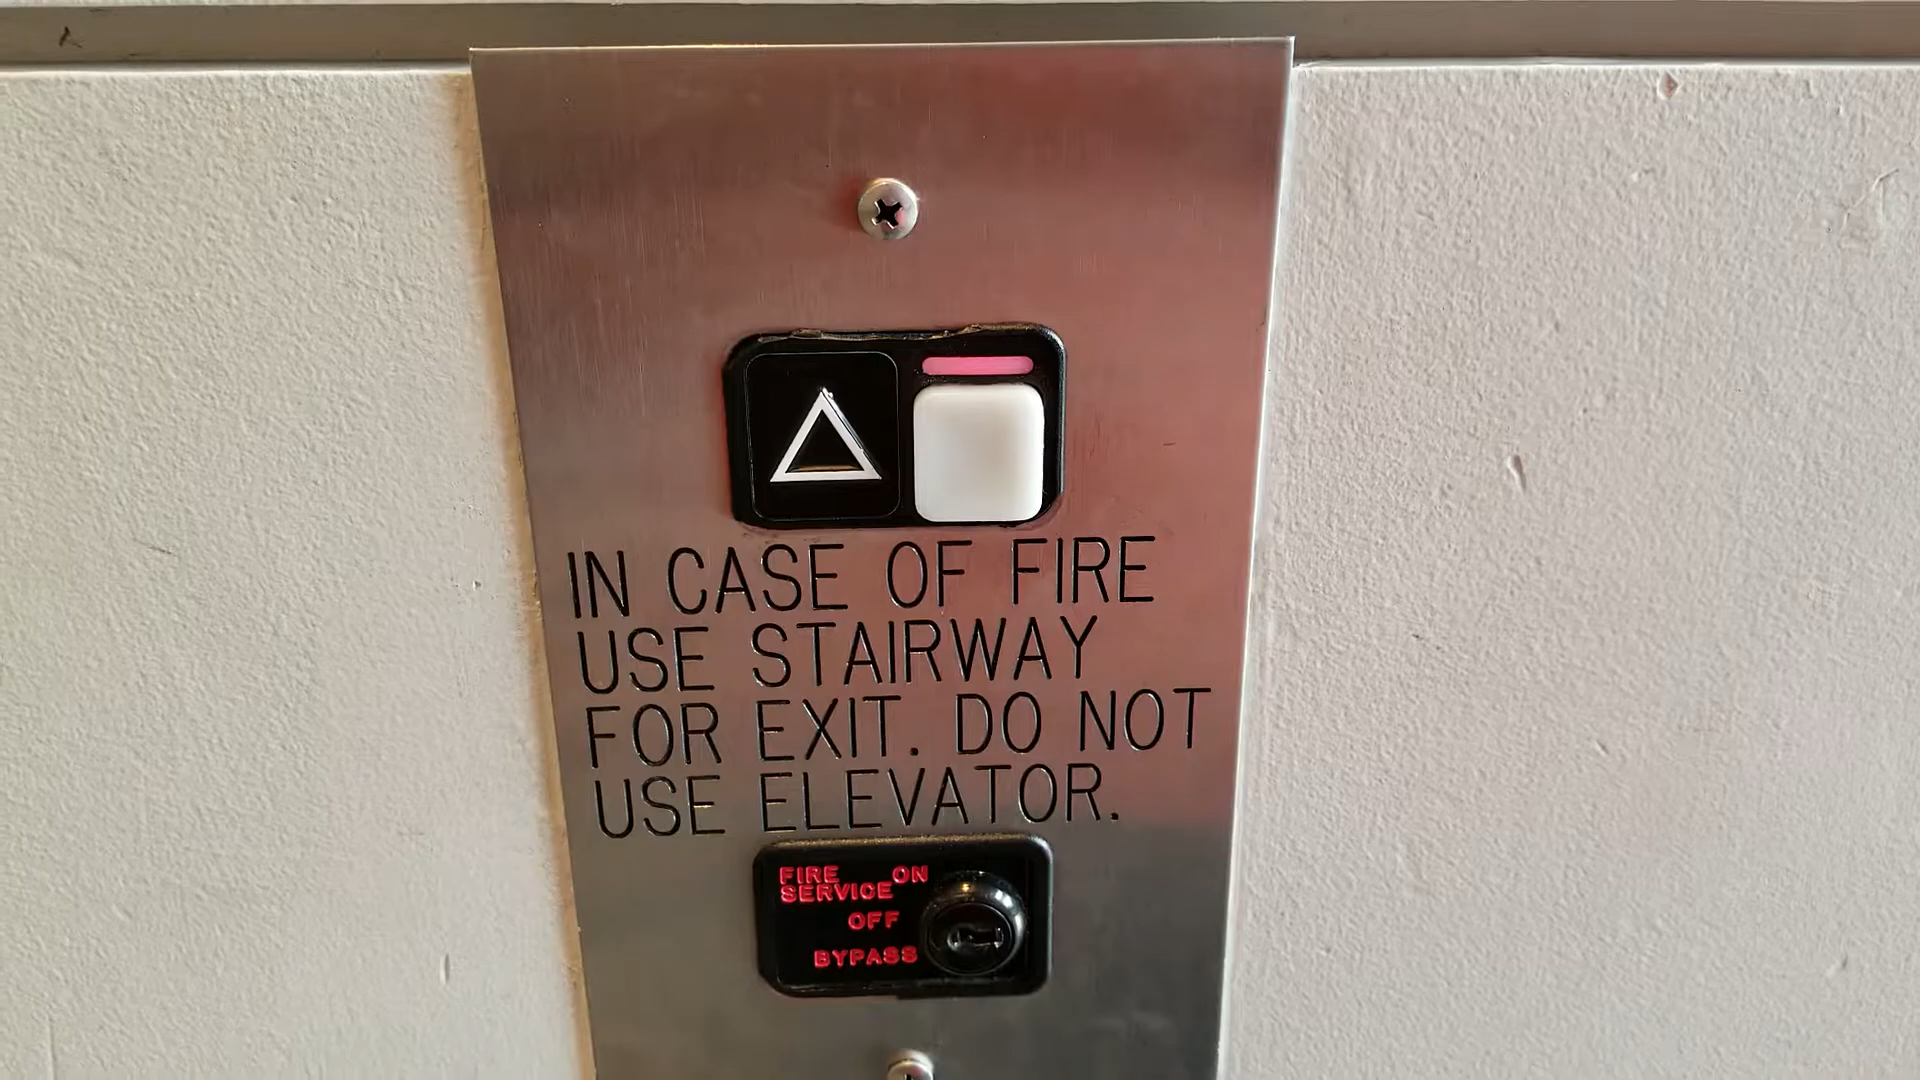 IN CASE OF FIRE
USE STAIRWAY
FOR EXIT. DO NOT
USE ELEVATOR.
FIRE ON
SERVICE
OFF
BYPASS